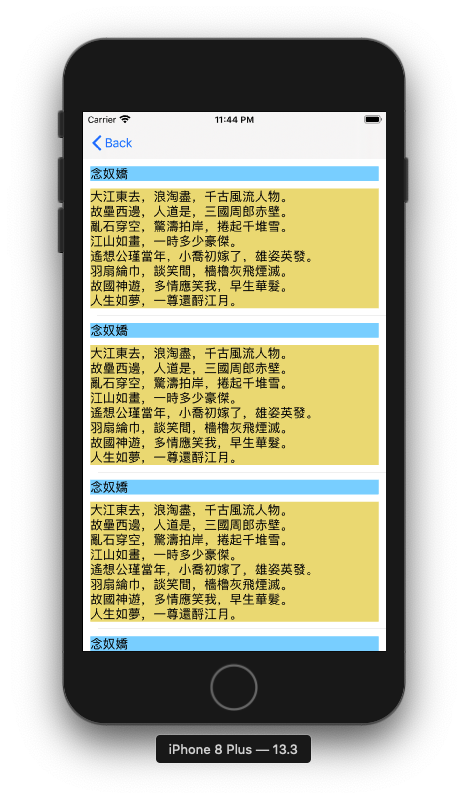 Carrier 11:44 PM
Back
念奴嬌
大江東去，浪淘盡，千古風流人物。
故壘西邊，人道是，三國周郎赤壁。
亂石穿空，驚濤拍岸，捲起千堆雪。
江山如畫，一時多少豪傑。
遙想公瑾當年，小喬初嫁了，雄姿英發。
羽扇綸巾，談笑間，檣櫓灰飛煙滅。
故國神遊，多情應笑我，早生華髮。
人生如夢，一尊還酹江月。
念奴嬌
大江東去，浪淘盡，千古風流人物。
故壘西邊，人道是，三國周郎赤壁。
亂石穿空，驚濤拍岸，捲起千堆雪。
江山如畫，一時多少豪傑。
遙想公瑾當年，小喬初嫁了，雄姿英發。
羽扇綸巾，談笑間，檣櫓灰飛煙滅。
故國神遊，多情應笑我，早生華髮。
人生如夢，一尊還酹江月。
念奴嬌
大江東去，浪淘盡，千古風流人物。
故壘西邊，人道是，三國周郎赤壁。
亂石穿空，驚濤拍岸，捲起千堆雪。
江山如畫，一時多少豪傑。
遙想公瑾當年，小喬初嫁了，雄姿英發。
羽扇綸巾，談笑間，檣櫓灰飛煙滅。
故國神遊，多情應笑我，早生華髮。
人生如夢，一尊還酹江月。
念奴嬌
iPhone 8 Plus — 13.3